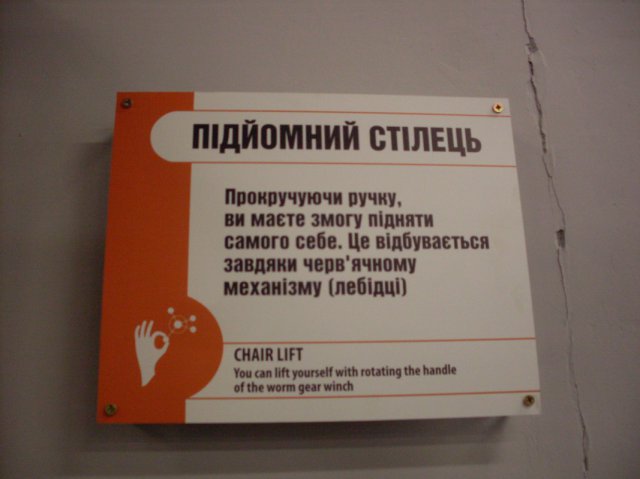 ПІДЙОМНИЙ СТІЛЕЦЬ
Прокручуючи ручку,
ви маєте змогу підняти
самого себе. Це відбувається
завдяки черв'ячному
механізму (лебідці)
CHAIR LIFT
You can lift yourself with rotating the handle
of the worm gear winch